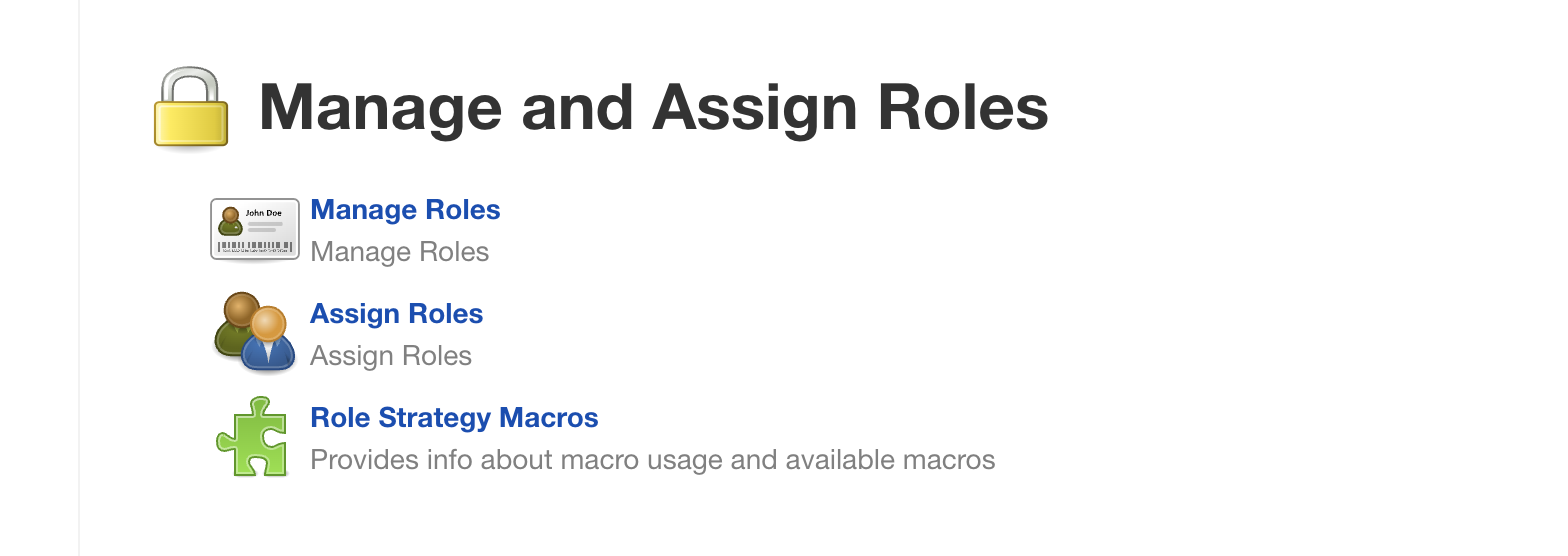 Manage and Assign Roles
John Doe
Manage Roles
Manage Roles
Assign Roles
Assign Roles
Role Strategy Macros
Provides info about macro usage and available macros